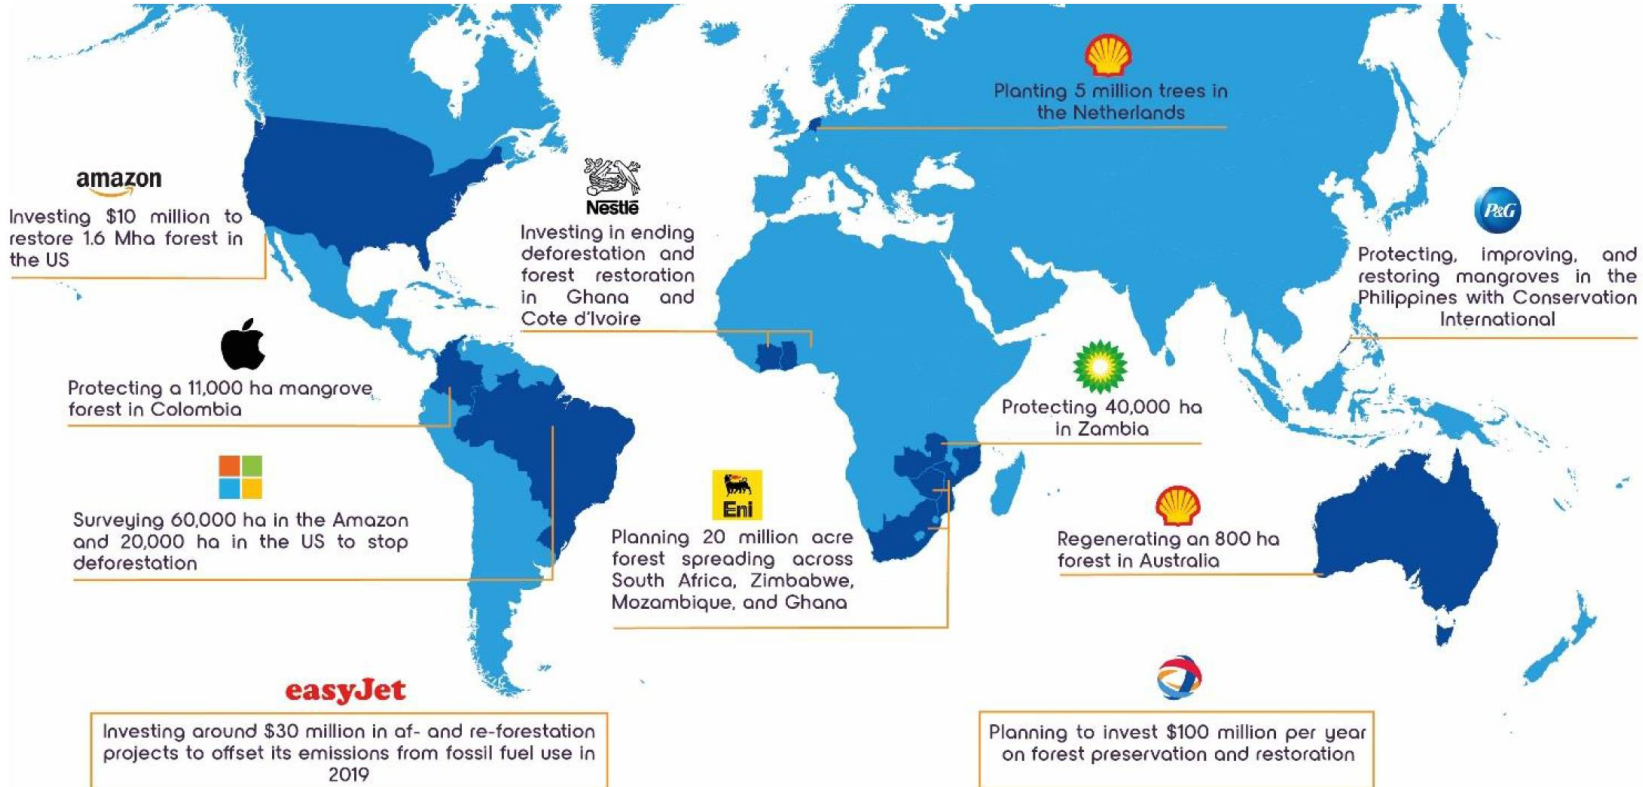 Planting 5 million trees in
the Netherlands
amazon
Investing $10 million to
restore 1.6 Mha forest in
the US
Nestlé
Investing in ending
deforestation and
forest restoration
in Ghana and
Cote d'Ivoire
P&G
Protecting, improving, and
restoring mangroves in the
Philippines with Conservation
International
Protecting a 11,000 ha mangrove
forest in Colombia
Protecting 40,000 ha
in Zambia
Surveying 60,000 ha in the Amazon
and 20,000 ha in the US to stop
deforestation
Eni
Planning 20 million acre
forest spreading across
South Africa, Zimbabwe,
Mozambique, and Ghana
Regenerating an 800 ha
forest in Australia
easyJet
Investing around $30 million in af- and re-forestation
projects to offset its emissions from fossil fuel use in
2019
Planning to invest $100 million per year
on forest preservation and restoration